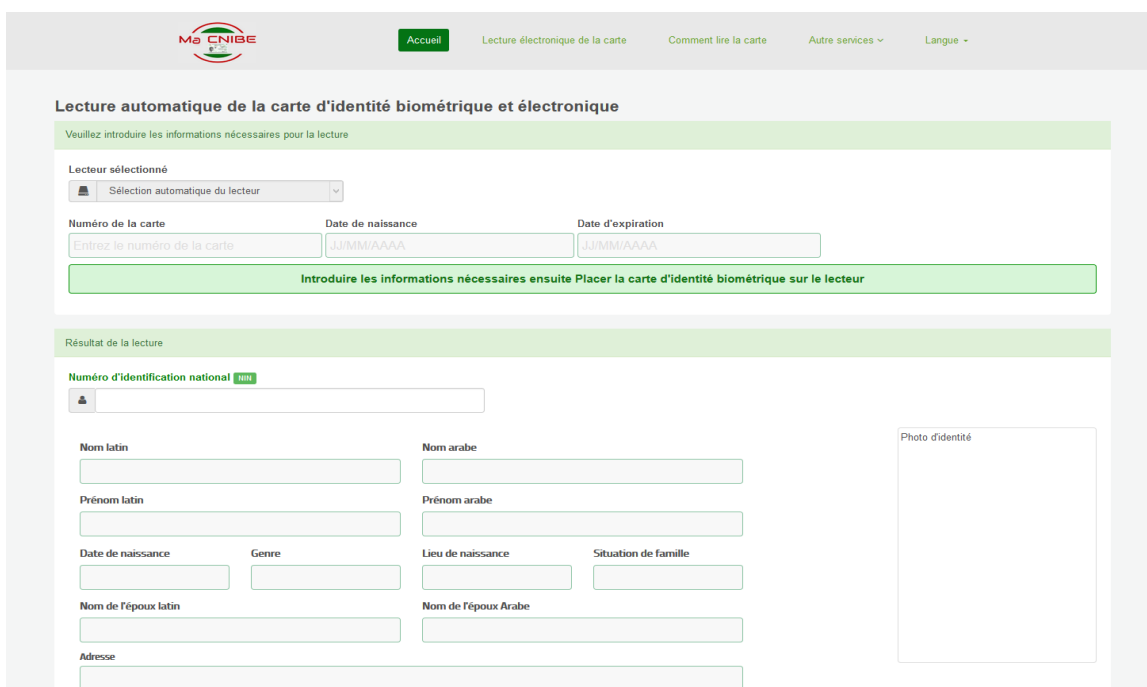 Ma CNIBE
Accueil
Lecture électronique de la carte
Comment lire la carte
Autre services
Langue
Lecture automatique de la carte d'identité biométrique et électronique
Veuillez introduire les informations nécessaires pour la lecture
Lecteur sélectionné
Sélection automatique du lecteur
Numéro de la carte
Date de naissance
Date d'expiration
Entrez le numéro de la carte
JJ/MM/AAAA
JJ/MM/AAAA
Introduire les informations nécessaires ensuite Placer la carte d'identité biométrique sur le lecteur
Résultat de la lecture
Numéro d'identification national NIN
Photo d'identité
Nom latin
Nom arabe
Prénom latin
Prénom arabe
Date de naissance
Genre
Lieu de naissance
Situation de famille
Nom de l'époux latin
Nom de l'époux Arabe
Adresse